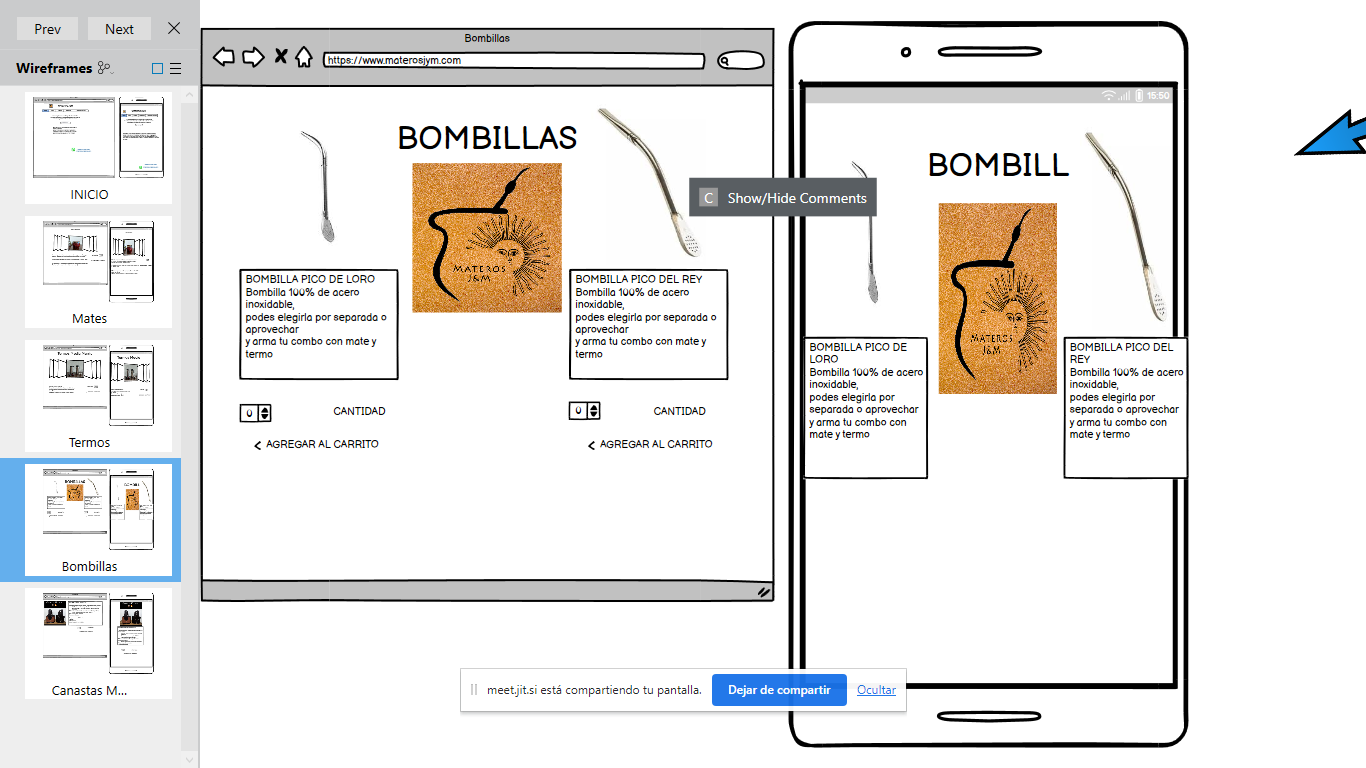 Prev
Next
Wireframes
INICIO
Mates
Termos
Bombillas
Canastas M...
Bombillas
https://www.materosjym.com
BOMBILLAS
MATEROS
J&M
BOMBILLA PICO DE LORO
Bombilla 100% de acero
inoxidable,
podes elegirla por separada o
aprovechar
y arma tu combo con mate y
termo
BOMBILLA PICO DEL REY
Bombilla 100% de acero
inoxidable,
podes elegirla por separada o
aprovechar
y arma tu combo con mate y
termo
0
CANTIDAD
0
CANTIDAD
AGREGAR AL CARRITO
AGREGAR AL CARRITO
C Show/Hide Comments
15:50
BOMBILL
MATEROS
J&M
BOMBILLA PICO DE
LORO
Bombilla 100% de acero
inoxidable,
podes elegirla por
separada o aprovechar
y arma tu combo con
mate y termo
BOMBILLA PICO DEL
REY
Bombilla 100% de acero
inoxidable,
podes elegirla por
separada o aprovechar
y arma tu combo con
mate y termo
meet.jit.si está compartiendo tu pantalla.
Dejar de compartir
Ocultar